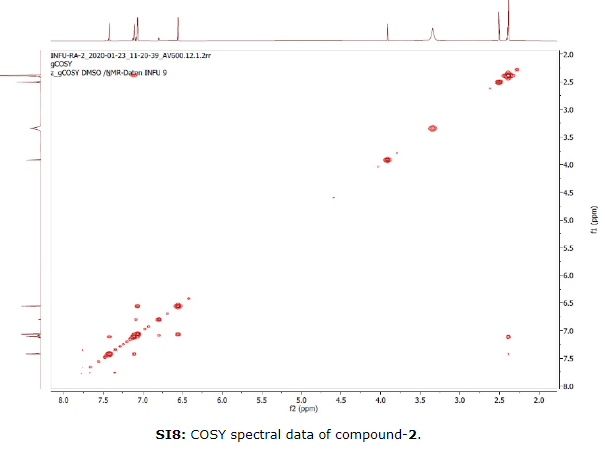 INFU-RA-2_2020-01-23_11-20-39_AV600.12.1.2rr
gCOSY
z_gCOSY DMSO /NMR-Daten INFU 9
2.0
2.5
3.0
3.5
4.0
4.5
5.0
5.5
6.0
6.5
7.0
7.5
8.0
f1 (ppm)
8.0 7.5 7.0 6.5 6.0 5.5 5.0 4.5 4.0 3.5 3.0 2.5 2.0
f2 (ppm)
SI8: COSY spectral data of compound-2.